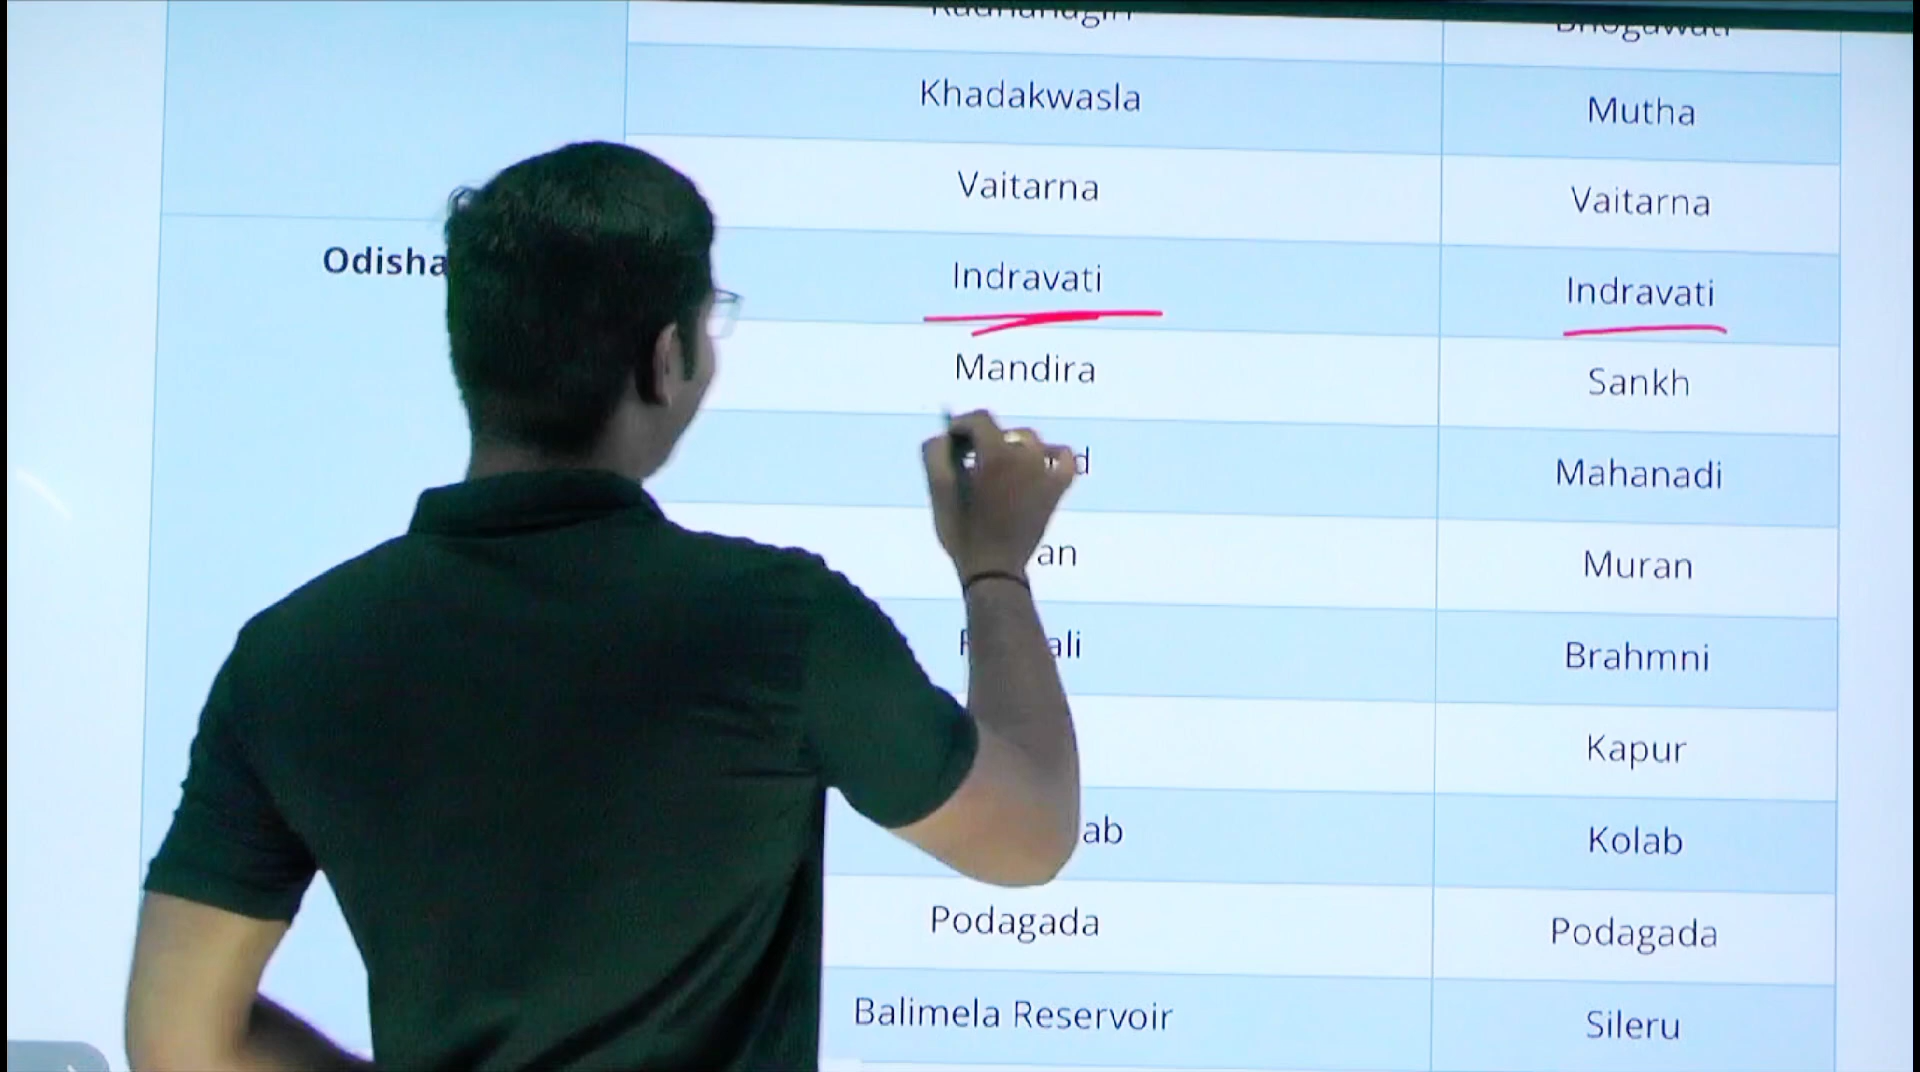 Khadakwasla Mutha
Vaitarna Vaitarna
Odisha Indravati Indravati
Mandira Sankh
Mahanadi
Muran
Brahmni
Kapur
Kolab
Podagada Podagada
Balimela Reservoir Sileru